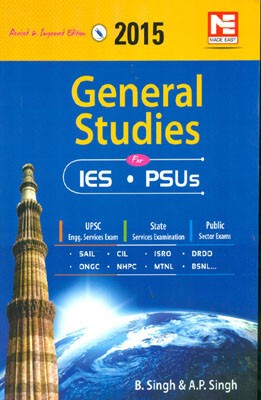 Revised & Improved Edition 2015
ME
MADE EASY
General
Studies
For
IES • PSUs
UPSC
Engg. Services Exam
State
Services Examination
Public
Sector Exams
• SAIL • CIL • ISRO • DRDO
• ONGC • NHPC • MTNL • BSNL...
B. Singh & A.P. Singh